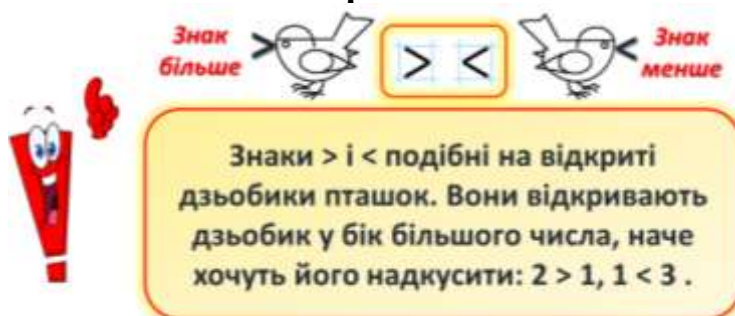 Знак
більше
> <
Знак
менше
Знаки > і < подібні на відкриті
дзьобики пташок. Вони відкривають
дзьобик у бік більшого числа, наче
хочуть його надкусити: 2 > 1, 1 < 3 .